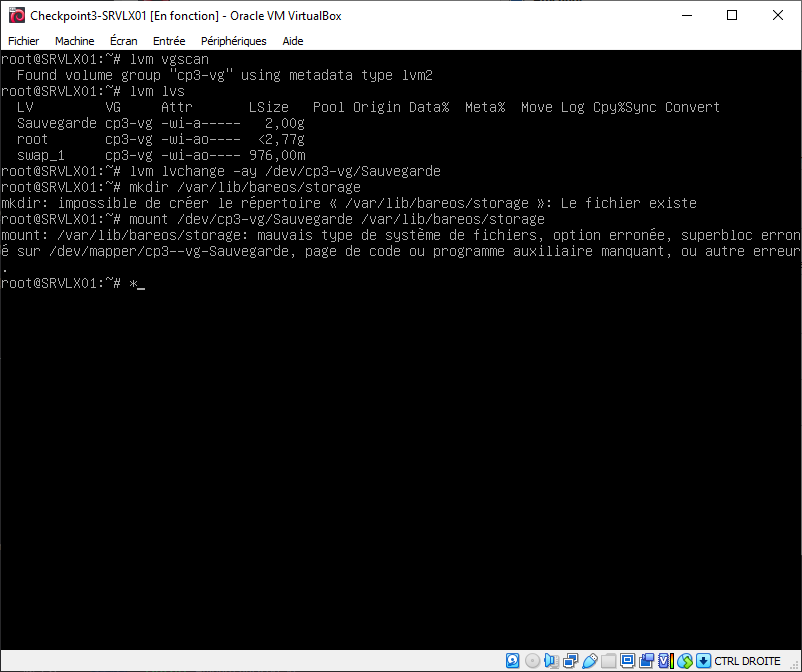 Checkpoint3-SRVLX01 [En fonction] - Oracle VM VirtualBox
Fichier Machine Écran Entrée Périphériques Aide
root@SRVLX01:~# lvm vgscan
  Found volume group "cp3-vg" using metadata type lvm2
root@SRVLX01:~# lvm lvs
  LV         VG     Attr       LSize   Pool Origin Data%  Meta%  Move Log Cpy%Sync Convert
  Sauvegarde cp3-vg -wi-a-----   2,00g
  root       cp3-vg -wi-ao----  <2,77g
  swap_1     cp3-vg -wi-ao---- 976,00m
root@SRVLX01:~# lvm lvchange -ay /dev/cp3-vg/Sauvegarde
root@SRVLX01:~# mkdir /var/lib/bareos/storage
mkdir: impossible de créer le répertoire « /var/lib/bareos/storage »: Le fichier existe
root@SRVLX01:~# mount /dev/cp3-vg/Sauvegarde /var/lib/bareos/storage
mount: /var/lib/bareos/storage: mauvais type de système de fichiers, option erronée, superbloc erron
é sur /dev/mapper/cp3--vg-Sauvegarde, page de code ou programme auxiliaire manquant, ou autre erreur
.
root@SRVLX01:~# *_
CTRL DROITE